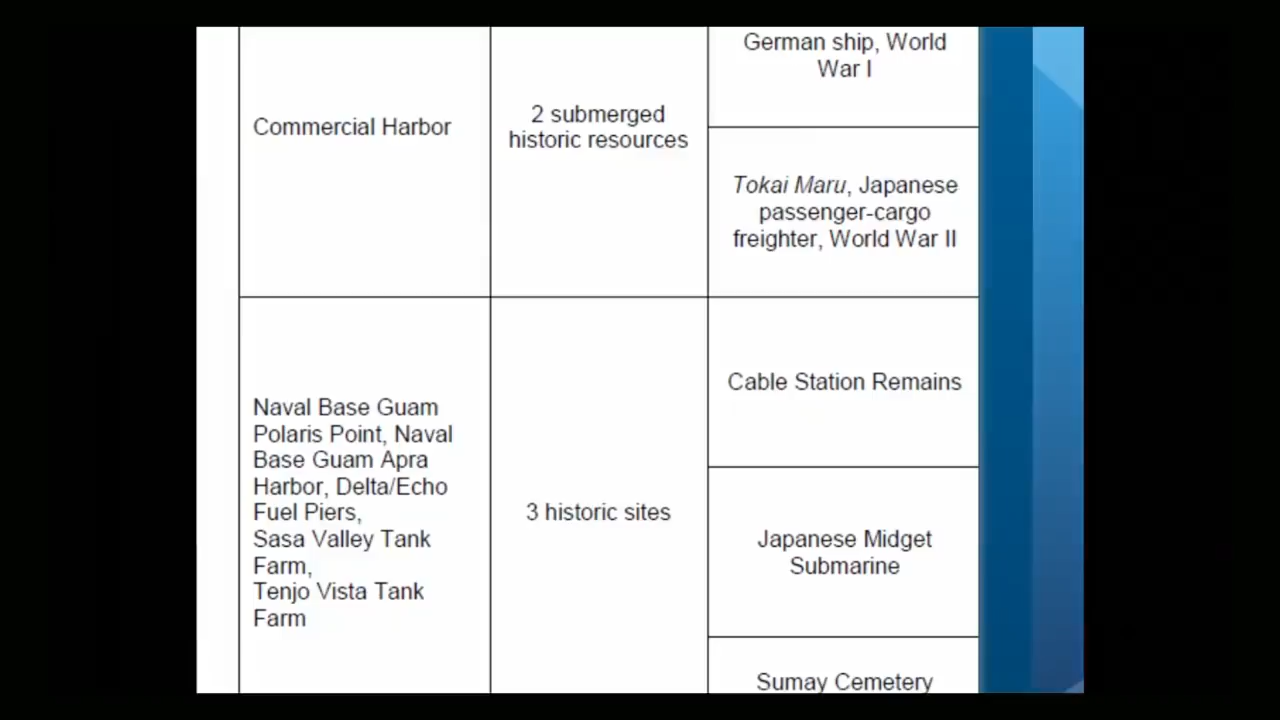 German ship, World
War I
Commercial Harbor
2 submerged
historic resources
Tokai Maru, Japanese
passenger-cargo
freighter, World War II
Naval Base Guam
Polaris Point, Naval
Base Guam Apra
Harbor, Delta/Echo
Fuel Piers,
Sasa Valley Tank
Farm,
Tenjo Vista Tank
Farm
3 historic sites
Cable Station Remains
Japanese Midget
Submarine
Sumay Cemetery